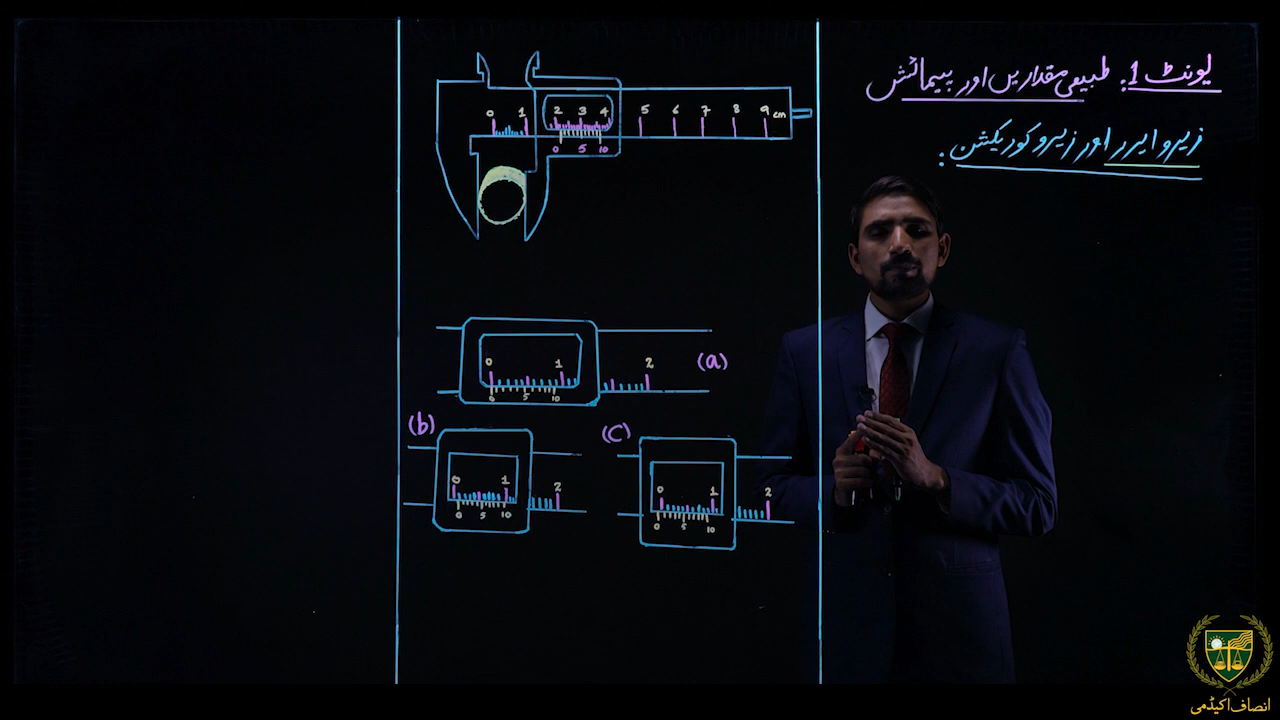 یونٹ 1: طبیعی مقداریں اور پیمائش
زیرو ایرر اور زیرو کوریکشن:
0 1 2 3 4 5 6 7 8 9 cm
0 5 10
(a)
0 1 2
0 5 10
(b)
0 1 2
0 5 10
(C)
0 1 2
0 5 10
انصاف اکیڈمی